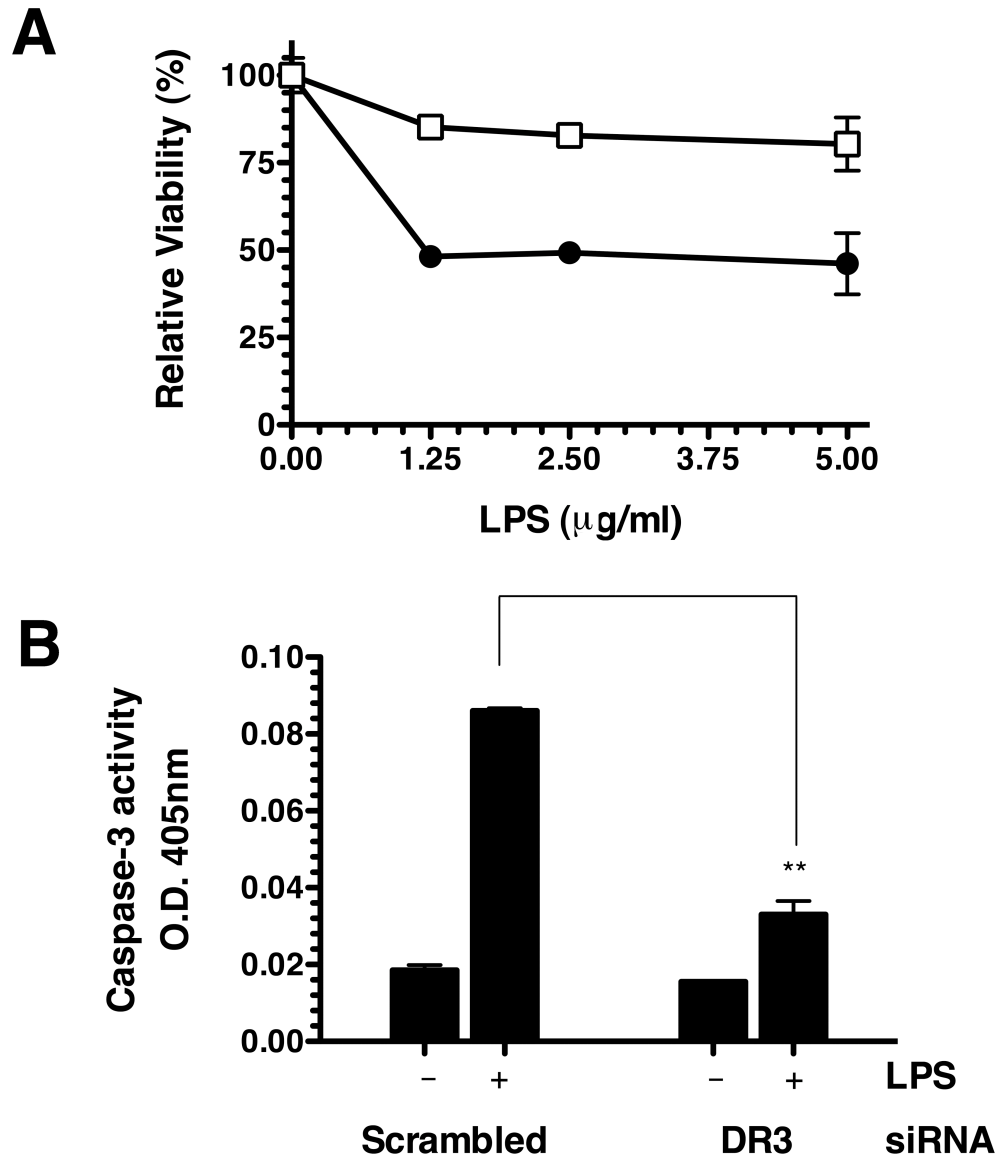 A
Relative Viability (%)
100
75
50
25
0
0.00 1.25 2.50 3.75 5.00
LPS (μg/ml)
B
Caspase-3 activity
O.D. 405nm
0.10
0.08
0.06
0.04
0.02
0.00
**
− + − + LPS
Scrambled DR3 siRNA